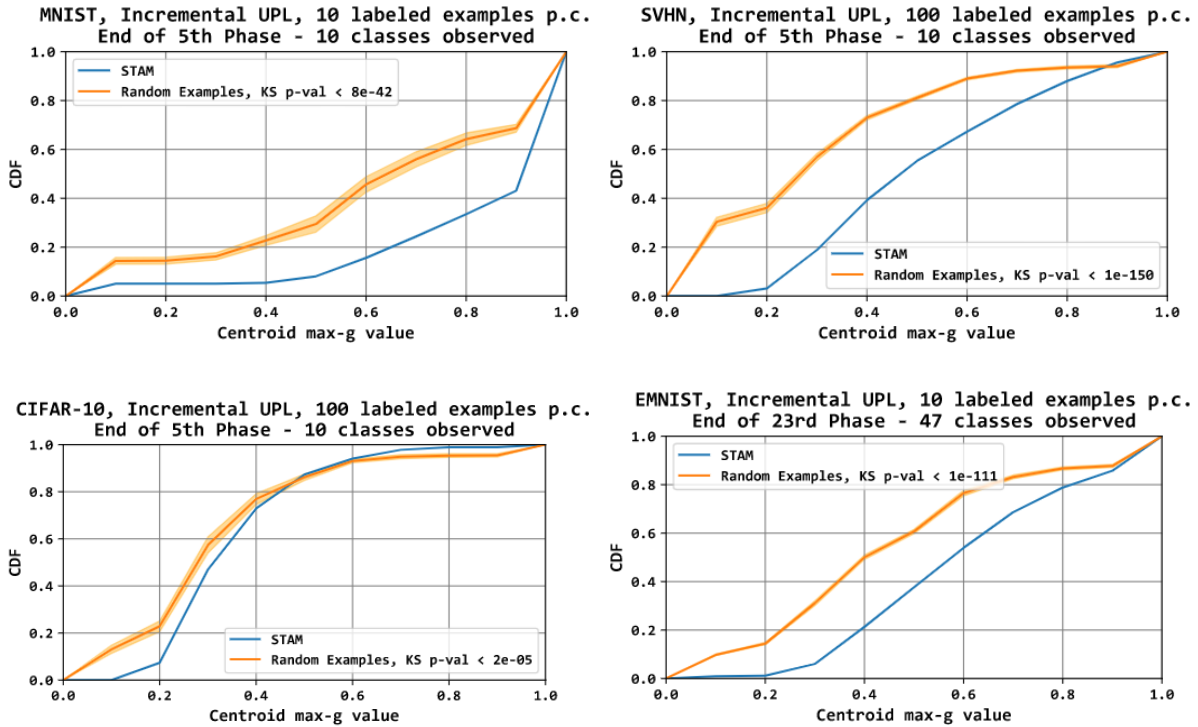 MNIST, Incremental UPL, 10 labeled examples p.c.
End of 5th Phase - 10 classes observed
1.0
0.8
0.6
0.4
0.2
0.0
CDF
STAM
Random Examples, KS p-val < 8e-42
0.0 0.2 0.4 0.6 0.8 1.0
Centroid max-g value
SVHN, Incremental UPL, 100 labeled examples p.c.
End of 5th Phase - 10 classes observed
1.0
0.8
0.6
0.4
0.2
0.0
CDF
STAM
Random Examples, KS p-val < 1e-150
0.0 0.2 0.4 0.6 0.8 1.0
Centroid max-g value
CIFAR-10, Incremental UPL, 100 labeled examples p.c.
End of 5th Phase - 10 classes observed
1.0
0.8
0.6
0.4
0.2
0.0
CDF
STAM
Random Examples, KS p-val < 2e-05
0.0 0.2 0.4 0.6 0.8 1.0
Centroid max-g value
EMNIST, Incremental UPL, 10 labeled examples p.c.
End of 23rd Phase - 47 classes observed
1.0
0.8
0.6
0.4
0.2
0.0
CDF
STAM
Random Examples, KS p-val < 1e-111
0.0 0.2 0.4 0.6 0.8 1.0
Centroid max-g value